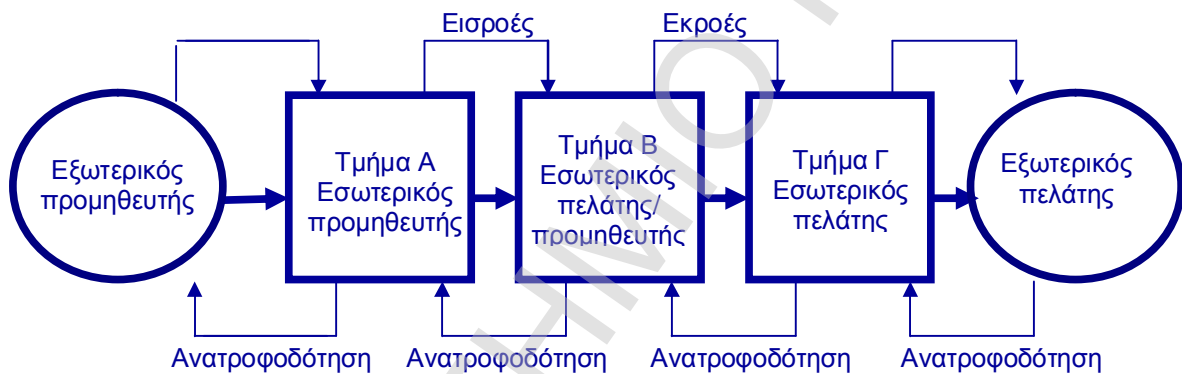 Εισροές
Εκροές
Εξωτερικός
προμηθευτής
Τμήμα Α
Εσωτερικός
προμηθευτής
Τμήμα Β
Εσωτερικός
πελάτης/
προμηθευτής
Τμήμα Γ
Εσωτερικός
πελάτης
Εξωτερικός
πελάτης
Ανατροφοδότηση
Ανατροφοδότηση
Ανατροφοδότηση
Ανατροφοδότηση